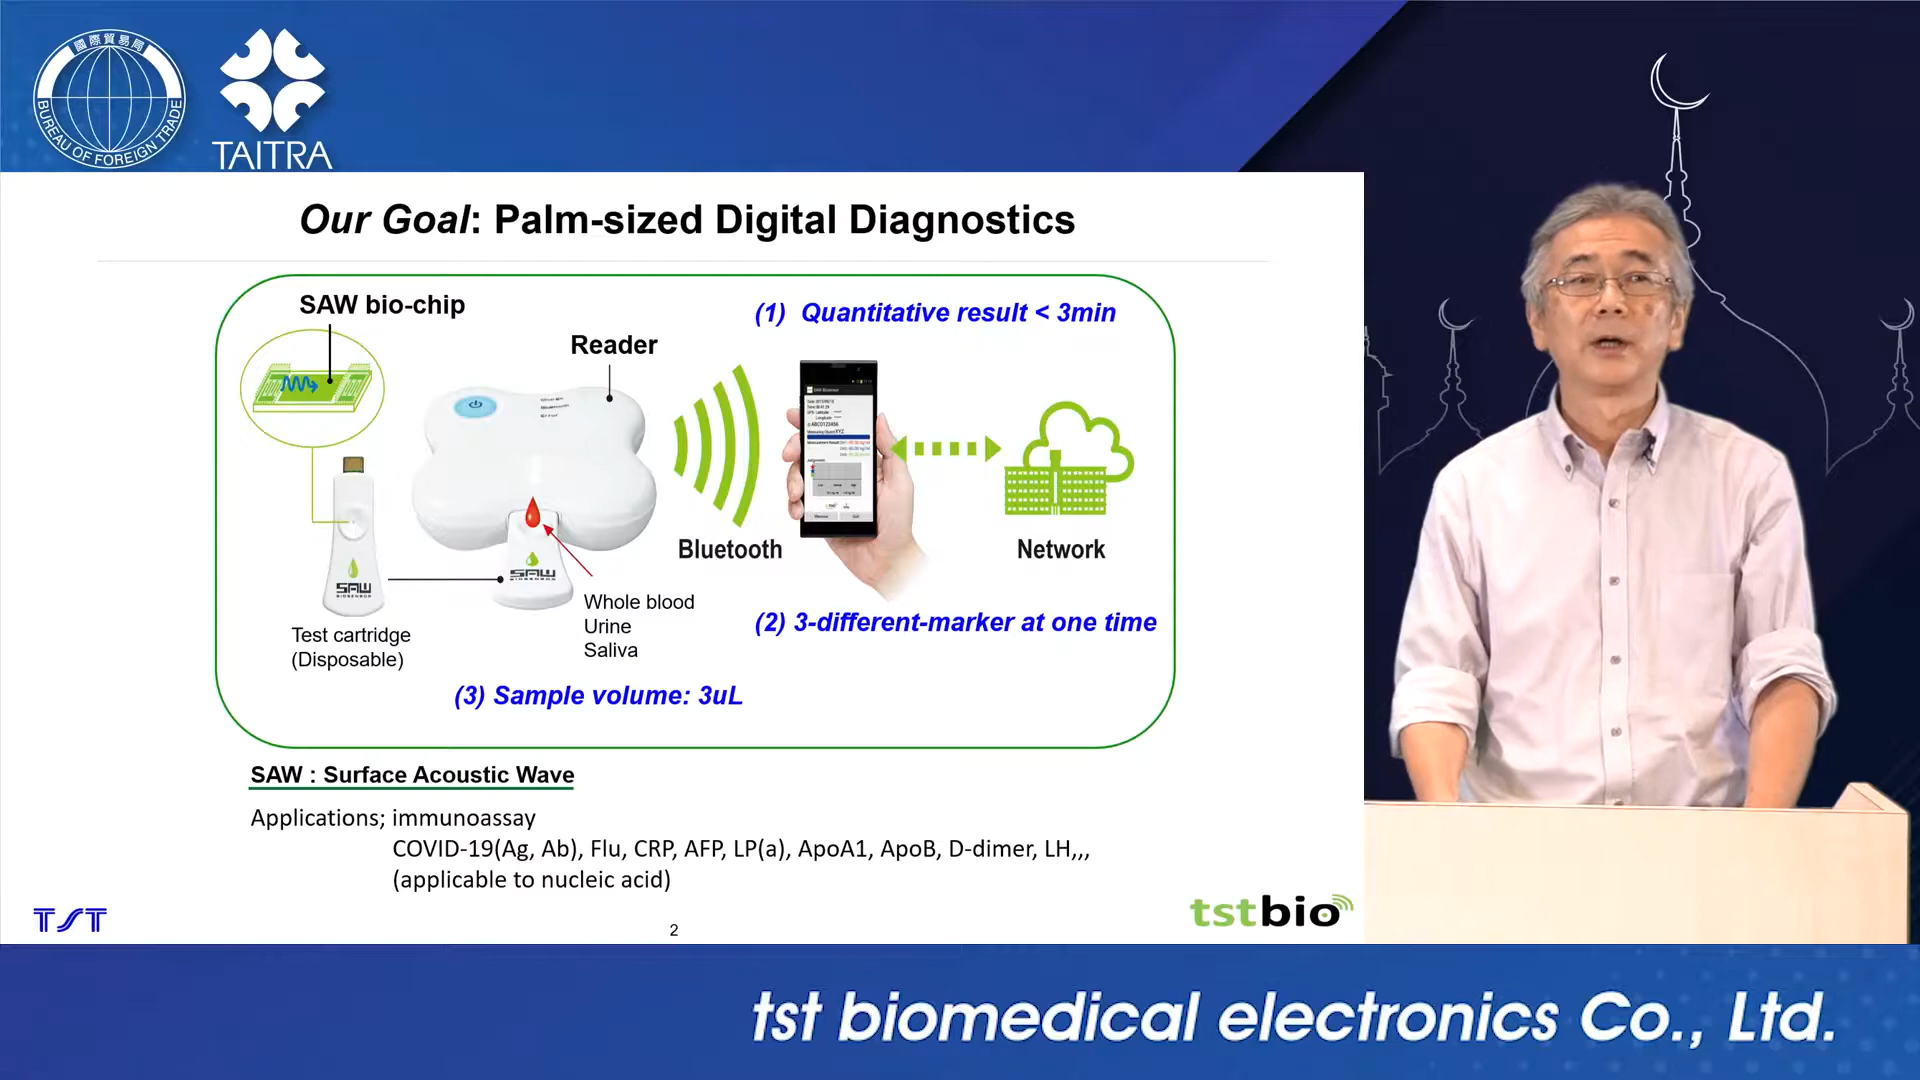 國際貿易局
BUREAU OF FOREIGN TRADE
TAITRA
Our Goal: Palm-sized Digital Diagnostics
SAW bio-chip
Reader
(1) Quantitative result < 3min
SAW
BIOSENSOR
SAW
Bluetooth
Network
Whole blood
Urine
Saliva
(2) 3-different-marker at one time
Test cartridge
(Disposable)
(3) Sample volume: 3uL
SAW : Surface Acoustic Wave
Applications; immunoassay
COVID-19(Ag, Ab), Flu, CRP, AFP, LP(a), ApoA1, ApoB, D-dimer, LH,,,
(applicable to nucleic acid)
TST
2
tstbio
tst biomedical electronics Co., Ltd.